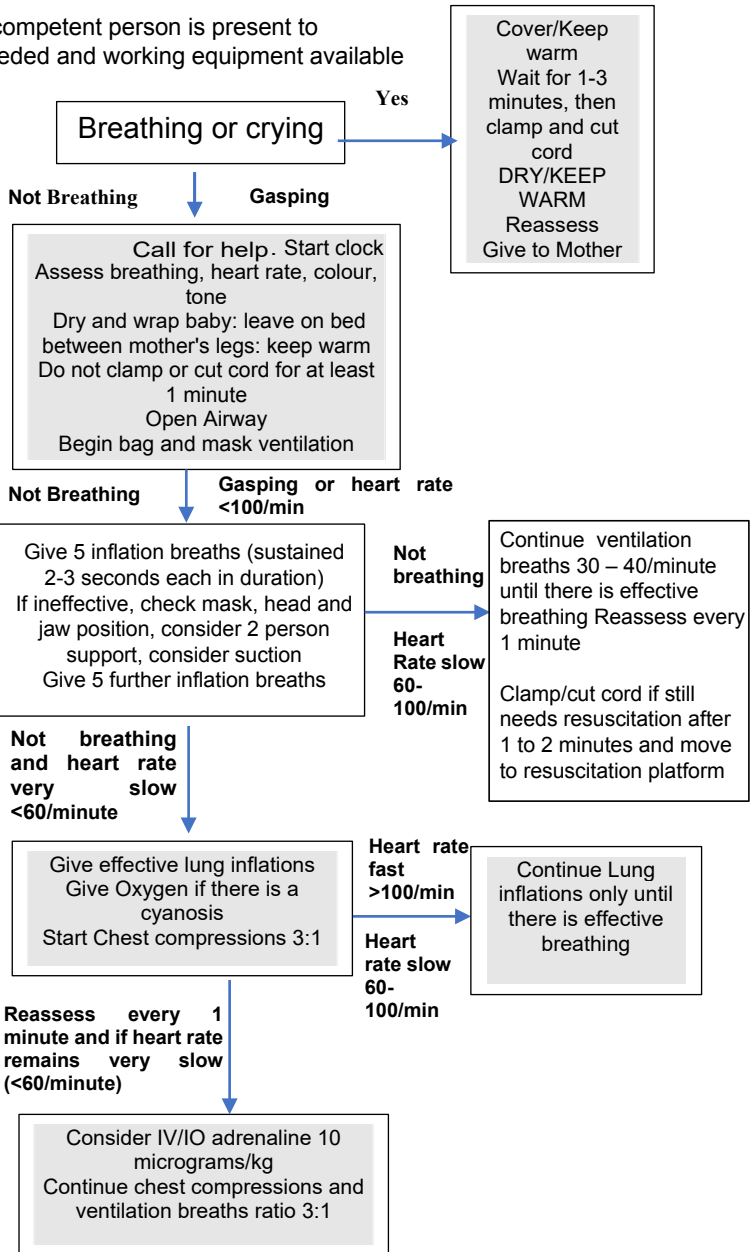 competent person is present to
eded and working equipment available
Cover/Keep
warm
Wait for 1-3
minutes, then
clamp and cut
cord
DRY/KEEP
WARM
Reassess
Give to Mother
Yes
Breathing or crying
Not Breathing
Gasping
Call for help. Start clock
Assess breathing, heart rate, colour,
tone
Dry and wrap baby: leave on bed
between mother's legs: keep warm
Do not clamp or cut cord for at least
1 minute
Open Airway
Begin bag and mask ventilation
Not Breathing
Gasping or heart rate
<100/min
Give 5 inflation breaths (sustained
2-3 seconds each in duration)
If ineffective, check mask, head and
jaw position, consider 2 person
support, consider suction
Give 5 further inflation breaths
Not
breathing
Heart
Rate slow
60-
100/min
Continue ventilation
breaths 30 – 40/minute
until there is effective
breathing Reassess every
1 minute
Clamp/cut cord if still
needs resuscitation after
1 to 2 minutes and move
to resuscitation platform
Not breathing
and heart rate
very slow
<60/minute
Give effective lung inflations
Give Oxygen if there is a
cyanosis
Start Chest compressions 3:1
Heart rate
fast
>100/min
Heart
rate slow
60-
100/min
Continue Lung
inflations only until
there is effective
breathing
Reassess every 1
minute and if heart rate
remains very slow
(<60/minute)
Consider IV/IO adrenaline 10
micrograms/kg
Continue chest compressions and
ventilation breaths ratio 3:1